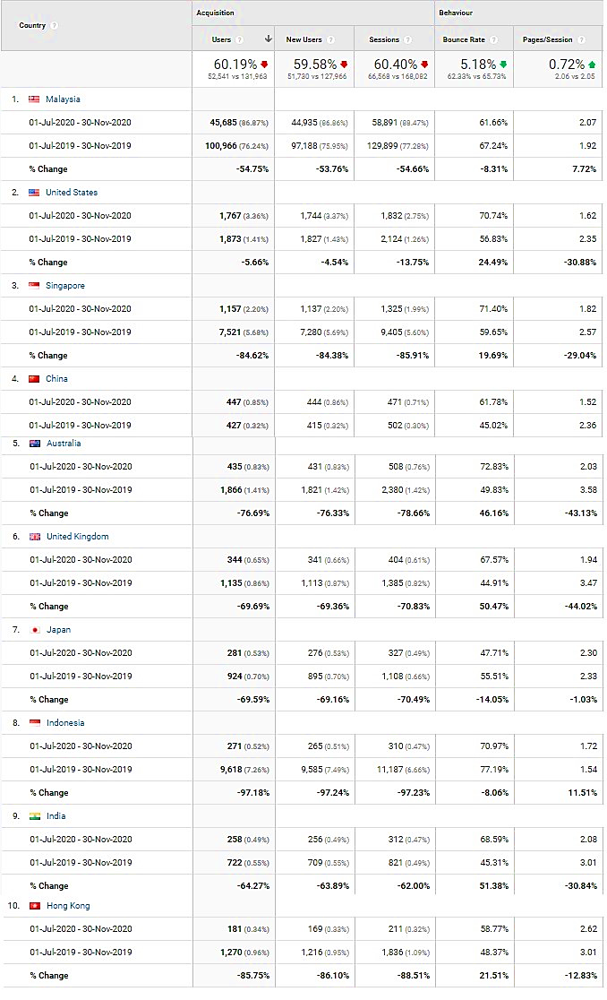 Acquisition Behaviour
Country ?
Users ? New Users ? Sessions ? Bounce Rate ? Pages/Session ?
60.19% 59.58% 60.40% 5.18% 0.72%
52,541 vs 131,963 51,730 vs 127,966 66,568 vs 168,082 62.33% vs 65.73% 2.06 vs 2.05
1. Malaysia
01-Jul-2020 - 30-Nov-2020 45,685 (86.87%) 44,935 (86.86%) 58,891 (88.47%) 61.66% 2.07
01-Jul-2019 - 30-Nov-2019 100,966 (76.24%) 97,188 (75.95%) 129,899 (77.28%) 67.24% 1.92
% Change -54.75% -53.76% -54.66% -8.31% 7.72%
2. United States
01-Jul-2020 - 30-Nov-2020 1,767 (3.36%) 1,744 (3.37%) 1,832 (2.75%) 70.74% 1.62
01-Jul-2019 - 30-Nov-2019 1,873 (1.41%) 1,827 (1.43%) 2,124 (1.26%) 56.83% 2.35
% Change -5.66% -4.54% -13.75% 24.49% -30.88%
3. Singapore
01-Jul-2020 - 30-Nov-2020 1,157 (2.20%) 1,137 (2.20%) 1,325 (1.99%) 71.40% 1.82
01-Jul-2019 - 30-Nov-2019 7,521 (5.68%) 7,280 (5.69%) 9,405 (5.60%) 59.65% 2.57
% Change -84.62% -84.38% -85.91% 19.69% -29.04%
4. China
01-Jul-2020 - 30-Nov-2020 447 (0.85%) 444 (0.86%) 471 (0.71%) 61.78% 1.52
01-Jul-2019 - 30-Nov-2019 427 (0.32%) 415 (0.32%) 502 (0.30%) 45.02% 2.36
5. Australia
01-Jul-2020 - 30-Nov-2020 435 (0.83%) 431 (0.83%) 508 (0.76%) 72.83% 2.03
01-Jul-2019 - 30-Nov-2019 1,866 (1.41%) 1,821 (1.42%) 2,380 (1.42%) 49.83% 3.58
% Change -76.69% -76.33% -78.66% 46.16% -43.13%
6. United Kingdom
01-Jul-2020 - 30-Nov-2020 344 (0.65%) 341 (0.66%) 404 (0.61%) 67.57% 1.94
01-Jul-2019 - 30-Nov-2019 1,135 (0.86%) 1,113 (0.87%) 1,385 (0.82%) 44.91% 3.47
% Change -69.69% -69.36% -70.83% 50.47% -44.02%
7. Japan
01-Jul-2020 - 30-Nov-2020 281 (0.53%) 276 (0.53%) 327 (0.49%) 47.71% 2.30
01-Jul-2019 - 30-Nov-2019 924 (0.70%) 895 (0.70%) 1,108 (0.66%) 55.51% 2.33
% Change -69.59% -69.16% -70.49% -14.05% -1.03%
8. Indonesia
01-Jul-2020 - 30-Nov-2020 271 (0.52%) 265 (0.51%) 310 (0.47%) 70.97% 1.72
01-Jul-2019 - 30-Nov-2019 9,618 (7.26%) 9,585 (7.49%) 11,187 (6.66%) 77.19% 1.54
% Change -97.18% -97.24% -97.23% -8.06% 11.51%
9. India
01-Jul-2020 - 30-Nov-2020 258 (0.49%) 256 (0.49%) 312 (0.47%) 68.59% 2.08
01-Jul-2019 - 30-Nov-2019 722 (0.55%) 709 (0.55%) 821 (0.49%) 45.31% 3.01
% Change -64.27% -63.89% -62.00% 51.38% -30.84%
10. Hong Kong
01-Jul-2020 - 30-Nov-2020 181 (0.34%) 169 (0.33%) 211 (0.32%) 58.77% 2.62
01-Jul-2019 - 30-Nov-2019 1,270 (0.96%) 1,216 (0.95%) 1,836 (1.09%) 48.37% 3.01
% Change -85.75% -86.10% -88.51% 21.51% -12.83%